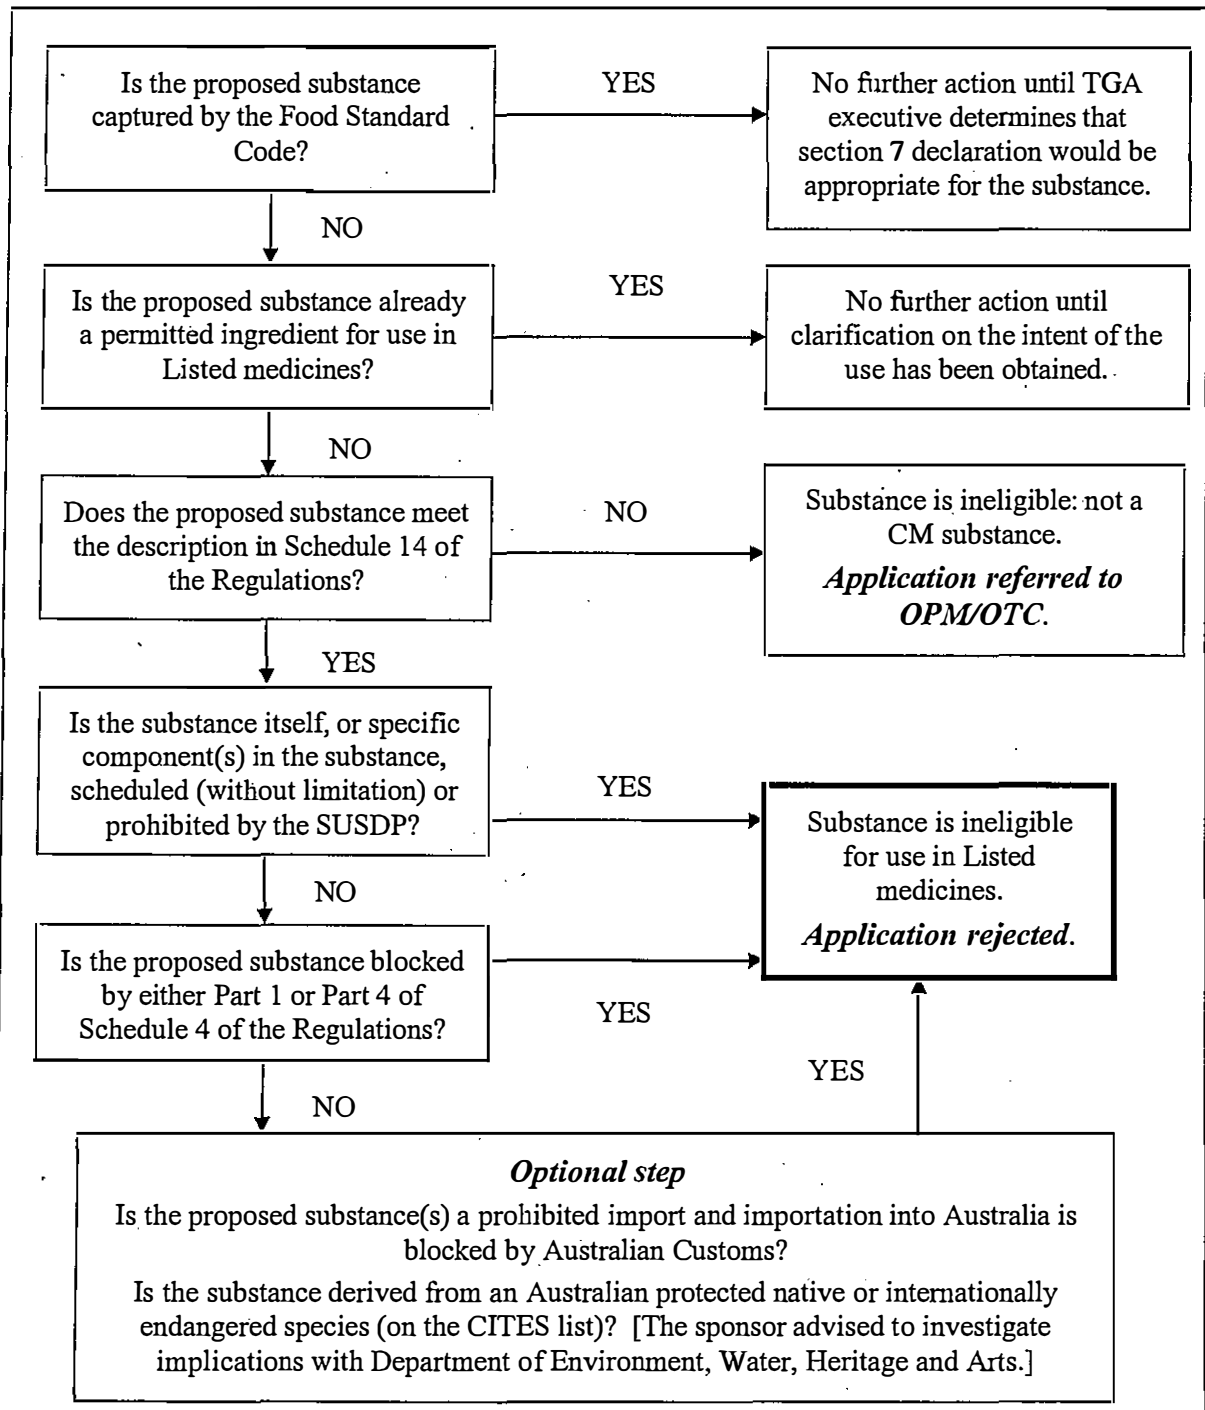 Is the proposed substance
captured by the Food Standard
Code?
YES
No further action until TGA
executive determines that
section 7 declaration would be
appropriate for the substance.
NO
Is the proposed substance already
a permitted ingredient for use in
Listed medicines?
YES
No further action until
clarification on the intent of the
use has been obtained.
NO
Does the proposed substance meet
the description in Schedule 14 of
the Regulations?
NO
Substance is ineligible: not a
CM substance.
Application referred to
OPM/OTC.
YES
Is the substance itself, or specific
component(s) in the substance,
scheduled (without limitation) or
prohibited by the SUSDP?
YES
Substance is ineligible
for use in Listed
medicines.
Application rejected.
NO
Is the proposed substance blocked
by either Part 1 or Part 4 of
Schedule 4 of the Regulations?
YES
YES
NO
Optional step
Is the proposed substance(s) a prohibited import and importation into Australia is
blocked by Australian Customs?
Is the substance derived from an Australian protected native or internationally
endangered species (on the CITES list)? [The sponsor advised to investigate
implications with Department of Environment, Water, Heritage and Arts.]